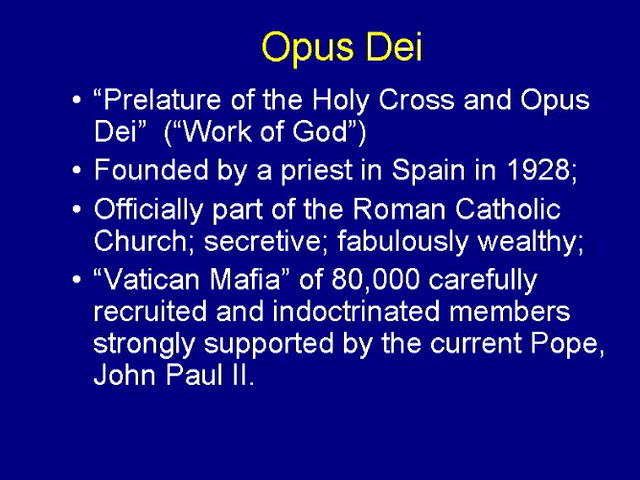 Opus Dei
• “Prelature of the Holy Cross and Opus
Dei”  (“Work of God”)
• Founded by a priest in Spain in 1928;
• Officially part of the Roman Catholic
Church; secretive; fabulously wealthy;
• “Vatican Mafia” of 80,000 carefully
recruited and indoctrinated members
strongly supported by the current Pope,
John Paul II.